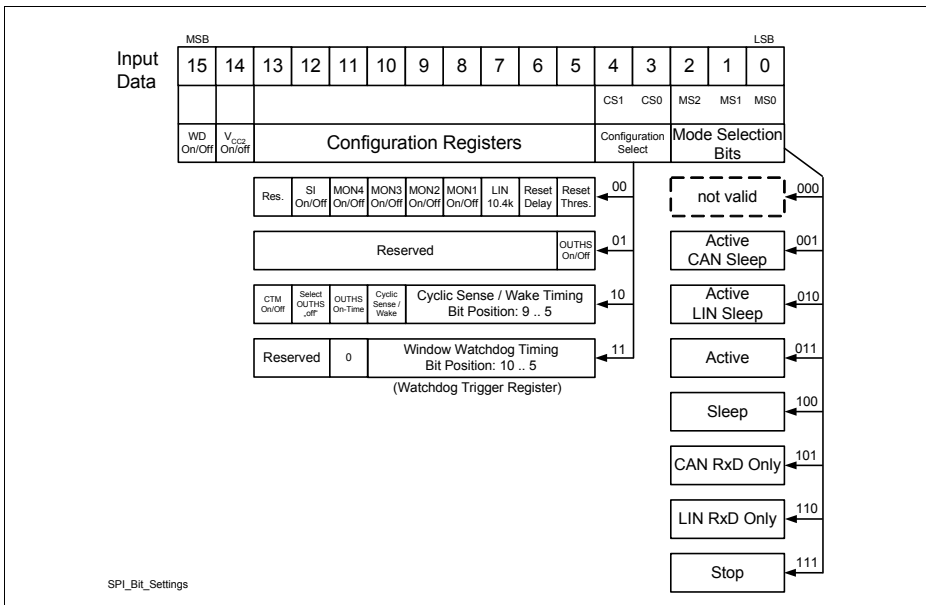 MSB LSB
Input Data 15 14 13 12 11 10 9 8 7 6 5 4 3 2 1 0
CS1 CS0 MS2 MS1 MS0
WD On/Off VCC2 On/off Configuration Registers Configuration Select Mode Selection Bits
Res. SI On/Off MON4 On/Off MON3 On/Off MON2 On/Off MON1 On/Off LIN 10.4k Reset Delay Reset Thres. 00 not valid 000
Reserved OUTHS On/Off 01 Active CAN Sleep 001
CTM On/Off Select OUTHS „off" OUTHS On-Time Cyclic Sense / Wake Cyclic Sense / Wake Timing Bit Position: 9 .. 5 10 Active LIN Sleep 010
Reserved 0 Window Watchdog Timing Bit Position: 10 .. 5 11 Active 011
(Watchdog Trigger Register)
Sleep 100
CAN RxD Only 101
LIN RxD Only 110
Stop 111
SPI_Bit_Settings